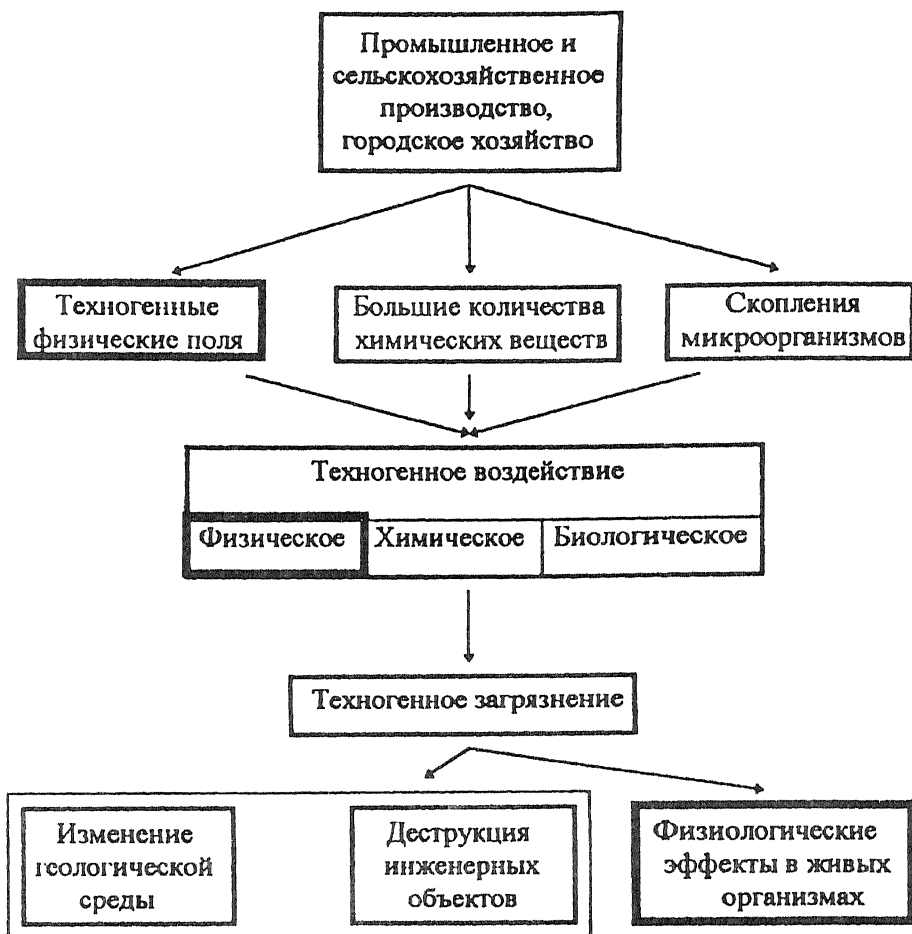 Промышленное и
сельскохозяйственное
производство,
городское хозяйство
Техногенные
физические поля
Большие количества
химических веществ
Скопления
микроорганизмов
Техногенное воздействие
Физическое
Химическое
Биологическое
Техногенное загрязнение
Изменение
геологической
среды
Деструкция
инженерных
объектов
Физиологические
эффекты в живых
организмах